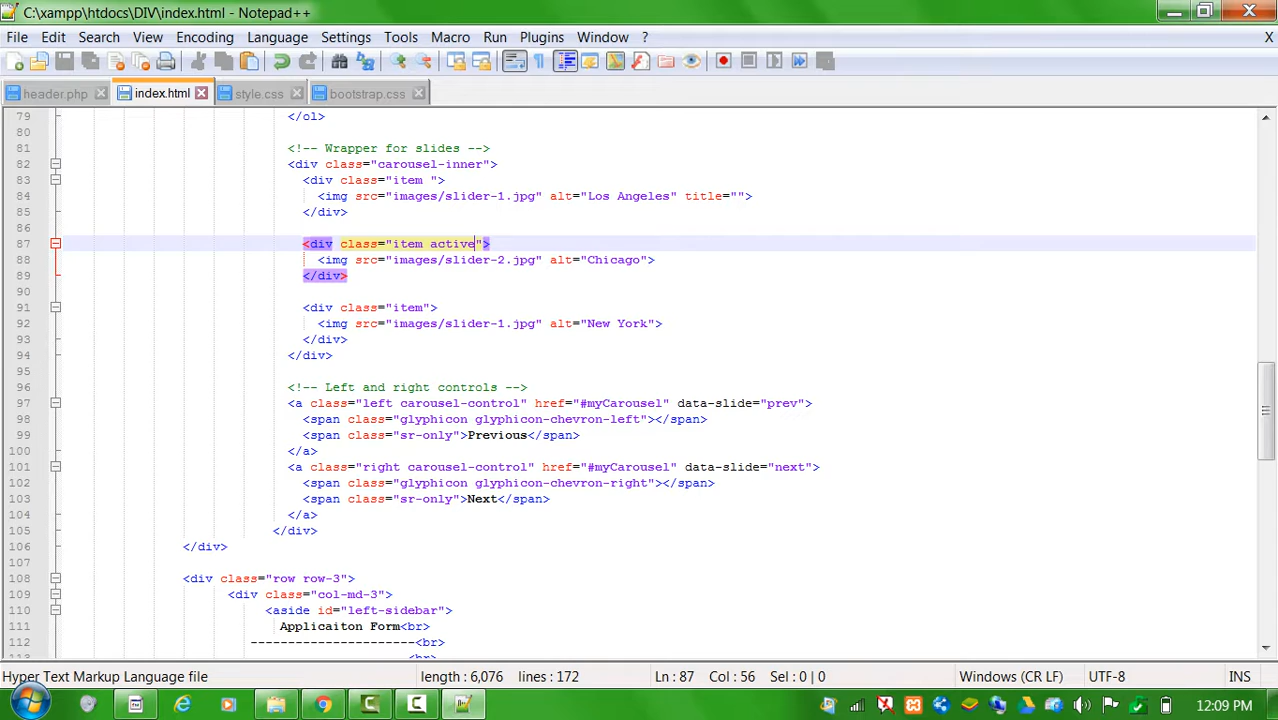 C:\xampp\htdocs\DIV\index.html - Notepad++
File Edit Search View Encoding Language Settings Tools Macro Run Plugins Window ? X
header.php index.html style.css bootstrap.css
79 </ol>
80
81 <!-- Wrapper for slides -->
82 <div class="carousel-inner">
83 <div class="item ">
84 <img src="images/slider-1.jpg" alt="Los Angeles" title="">
85 </div>
86
87 <div class="item active">
88 <img src="images/slider-2.jpg" alt="Chicago">
89 </div>
90
91 <div class="item">
92 <img src="images/slider-1.jpg" alt="New York">
93 </div>
94 </div>
95
96 <!-- Left and right controls -->
97 <a class="left carousel-control" href="#myCarousel" data-slide="prev">
98 <span class="glyphicon glyphicon-chevron-left"></span>
99 <span class="sr-only">Previous</span>
100 </a>
101 <a class="right carousel-control" href="#myCarousel" data-slide="next">
102 <span class="glyphicon glyphicon-chevron-right"></span>
103 <span class="sr-only">Next</span>
104 </a>
105 </div>
106 </div>
107
108 <div class="row row-3">
109 <div class="col-md-3">
110 <aside id="left-sidebar">
111 Applicaiton Form<br>
112 ----------------------<br>
<br>
Hyper Text Markup Language file length : 6,076 lines : 172 Ln : 87 Col : 56 Sel : 0 | 0 Windows (CR LF) UTF-8 INS
12:09 PM